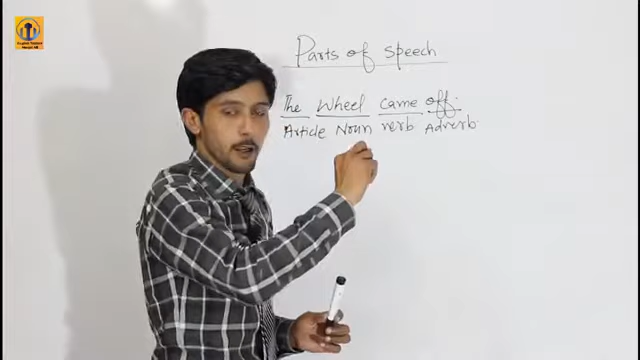 Parts of speech
The Wheel came off.
Article Noun verb Adverb.